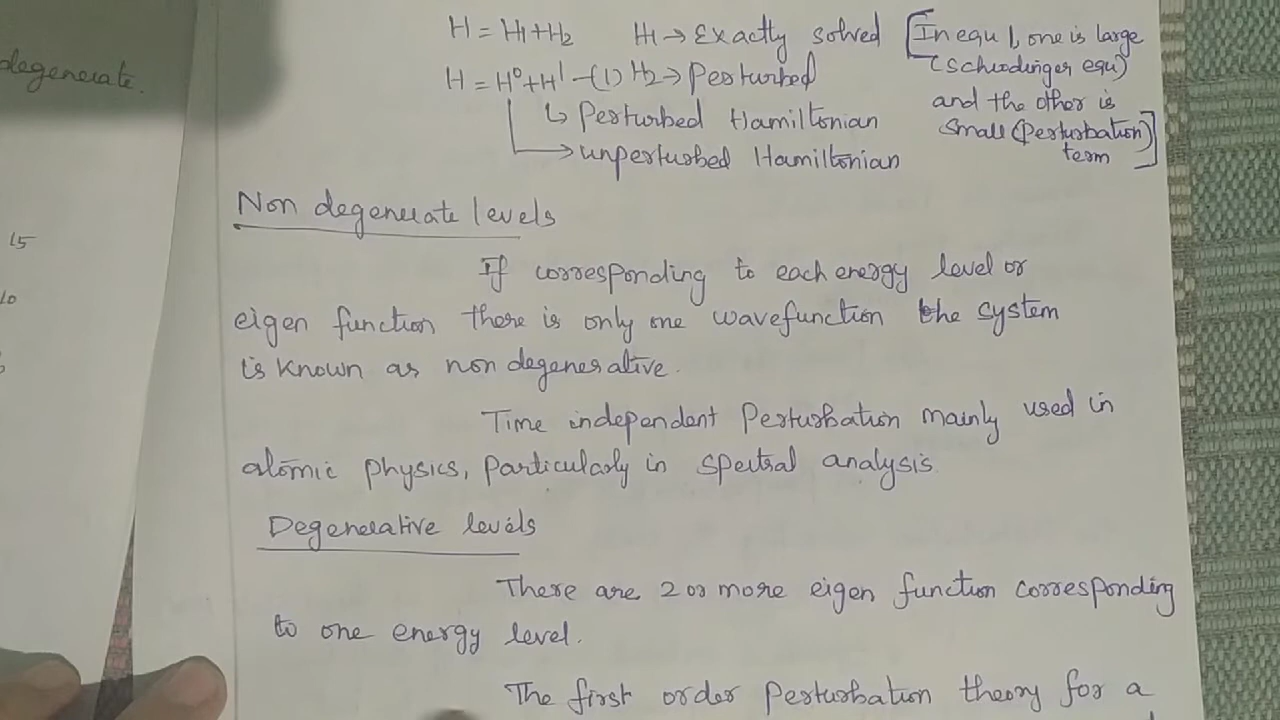 degenerate.
15
10
H = H1+H2 H1→ Exactly solved [In equ 1, one is large
H = H⁰+H¹ -(1) H2→ Perturbed (Schrodinger equ)
and the other is
↳ Perturbed Hamiltonian small (Perturbation)
→ unperturbed Hamiltonian term]
Non degenerate levels
If corresponding to each energy level or
eigen function there is only one wavefunction the system
is known as non degenerative.
Time independent Perturbation mainly used in
atomic physics, particularly in spectral analysis.
Degenerative levels
There are 2 or more eigen function corresponding
to one energy level.
The first order Perturbation theory for a